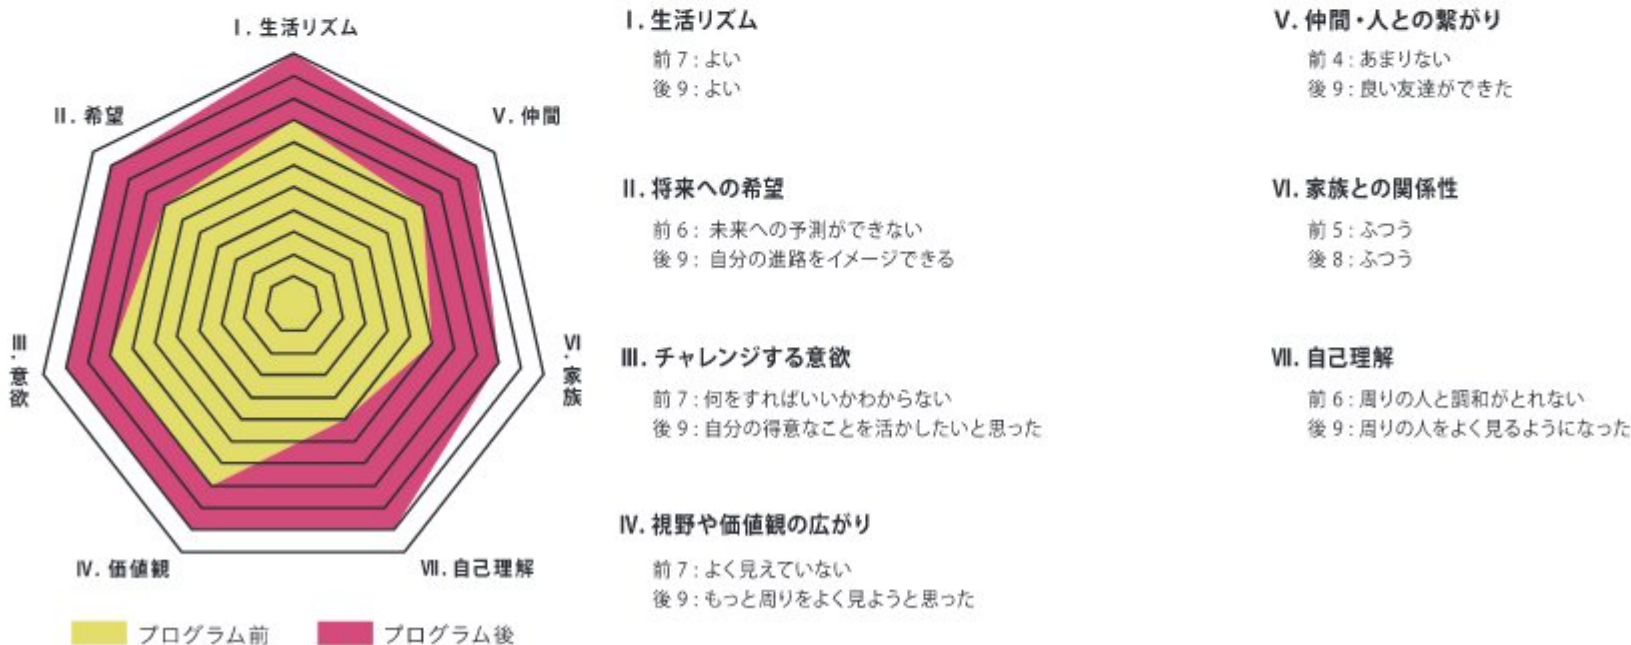 I. 生活リズム
II. 希望
V. 仲間
III. 意欲
VI. 家族
IV. 価値観
VII. 自己理解
プログラム前
プログラム後
I. 生活リズム
前 7 : よい
後 9 : よい
II. 将来への希望
前 6 : 未来への予測ができない
後 9 : 自分の進路をイメージできる
III. チャレンジする意欲
前 7 : 何をすればいいかわからない
後 9 : 自分の得意なことを活かしたいと思った
IV. 視野や価値観の広がり
前 7 : よく見えていない
後 9 : もっと周りをよく見ようと思った
V. 仲間・人との繋がり
前 4 : あまりない
後 9 : 良い友達ができた
VI. 家族との関係性
前 5 : ふつう
後 8 : ふつう
VII. 自己理解
前 6 : 周りの人と調和がとれない
後 9 : 周りの人をよく見るようになった